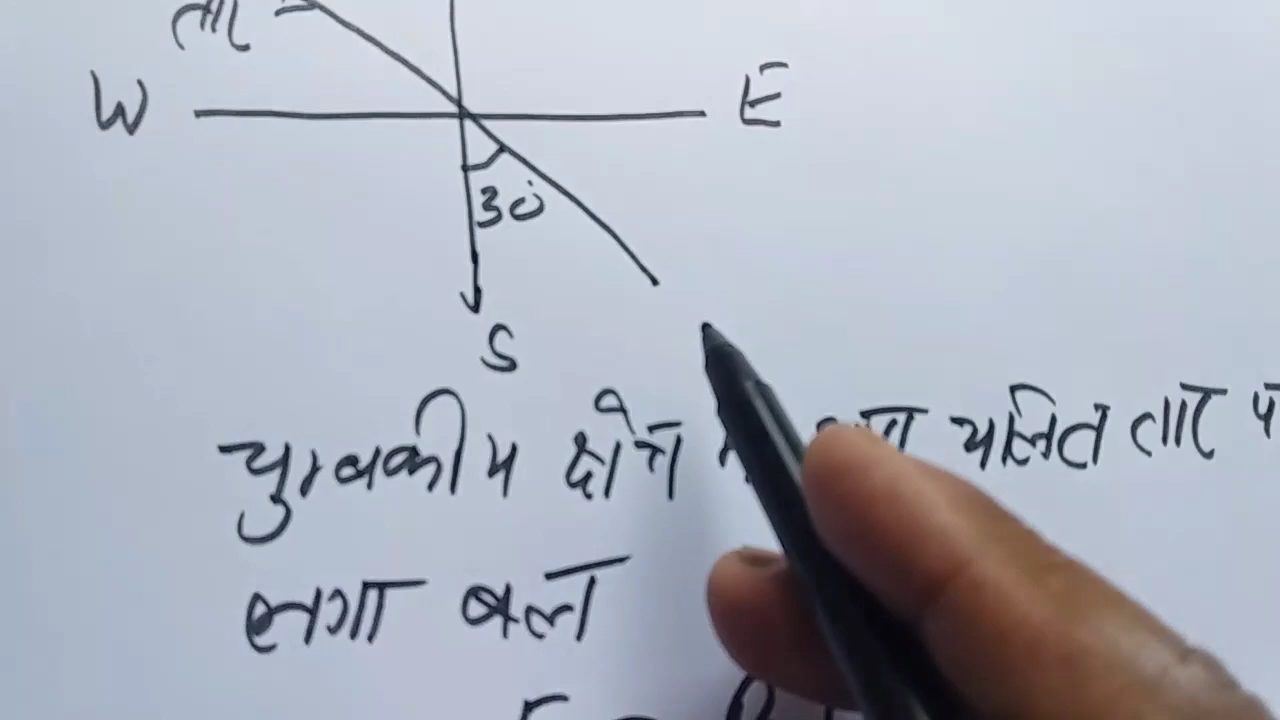 तार
W E
30°
S
चुम्बकीय क्षेत्र चलित तार
लगा बल
F =